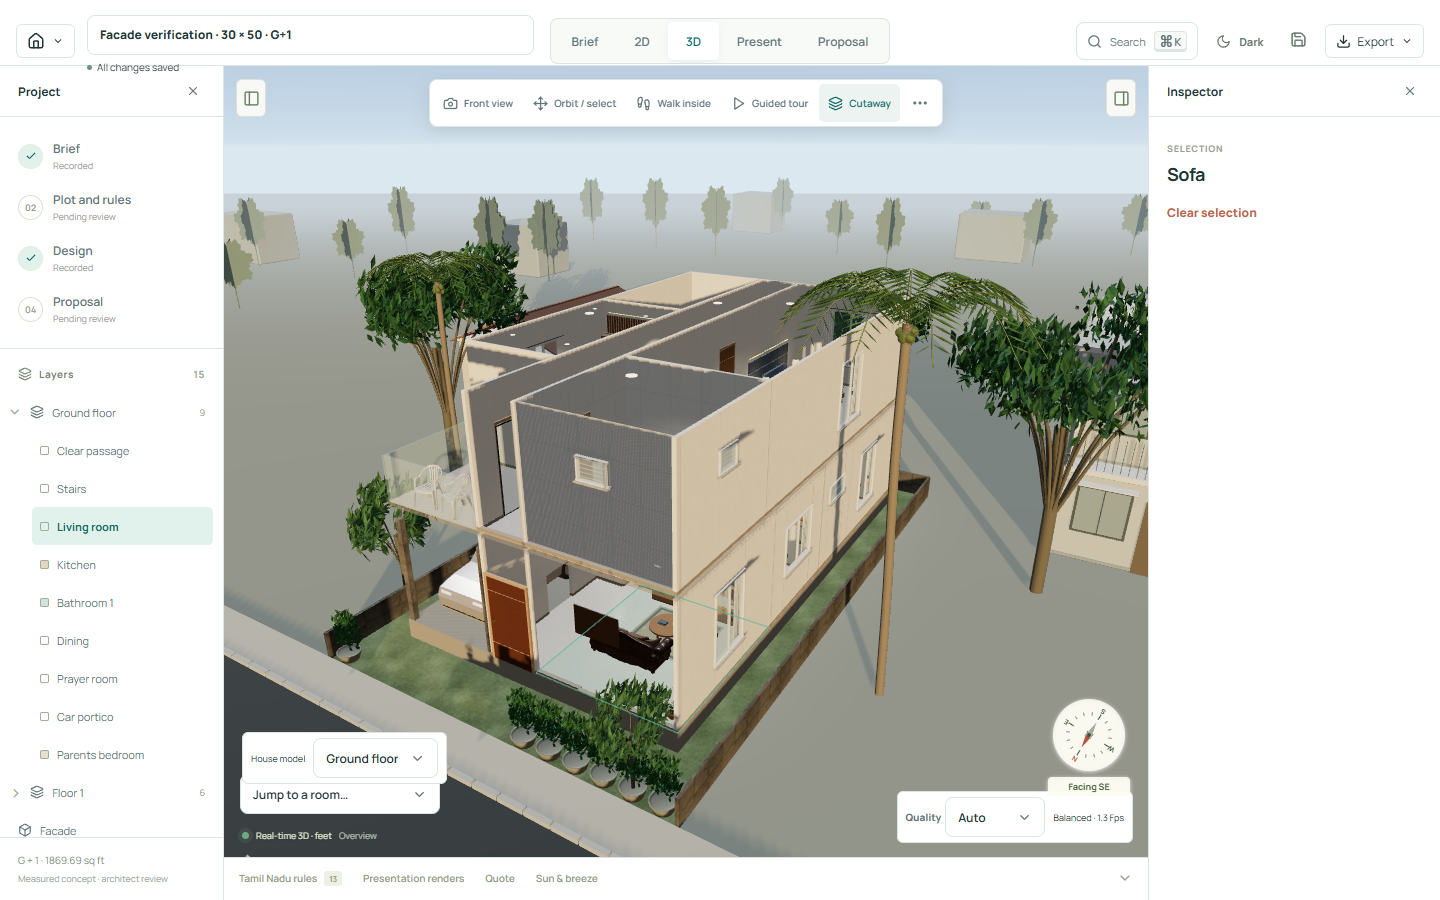 Facade verification · 30 × 50 · G+1
All changes saved
Brief
2D
3D
Present
Proposal
Search
⌘ K
Dark
Export
Project
Brief
Recorded
02
Plot and rules
Pending review
Design
Recorded
04
Proposal
Pending review
Layers 15
Ground floor 9
Clear passage
Stairs
Living room
Kitchen
Bathroom 1
Dining
Prayer room
Car portico
Parents bedroom
Floor 1 6
Facade
G + 1 · 1869.69 sq ft
Measured concept · architect review
Front view
Orbit / select
Walk inside
Guided tour
Cutaway
House model
Ground floor
Jump to a room...
Real-time 3D · feet Overview
S
E
W
N
Facing SE
Quality
Auto
Balanced · 1.3 Fps
Tamil Nadu rules 13
Presentation renders
Quote
Sun & breeze
Inspector
SELECTION
Sofa
Clear selection